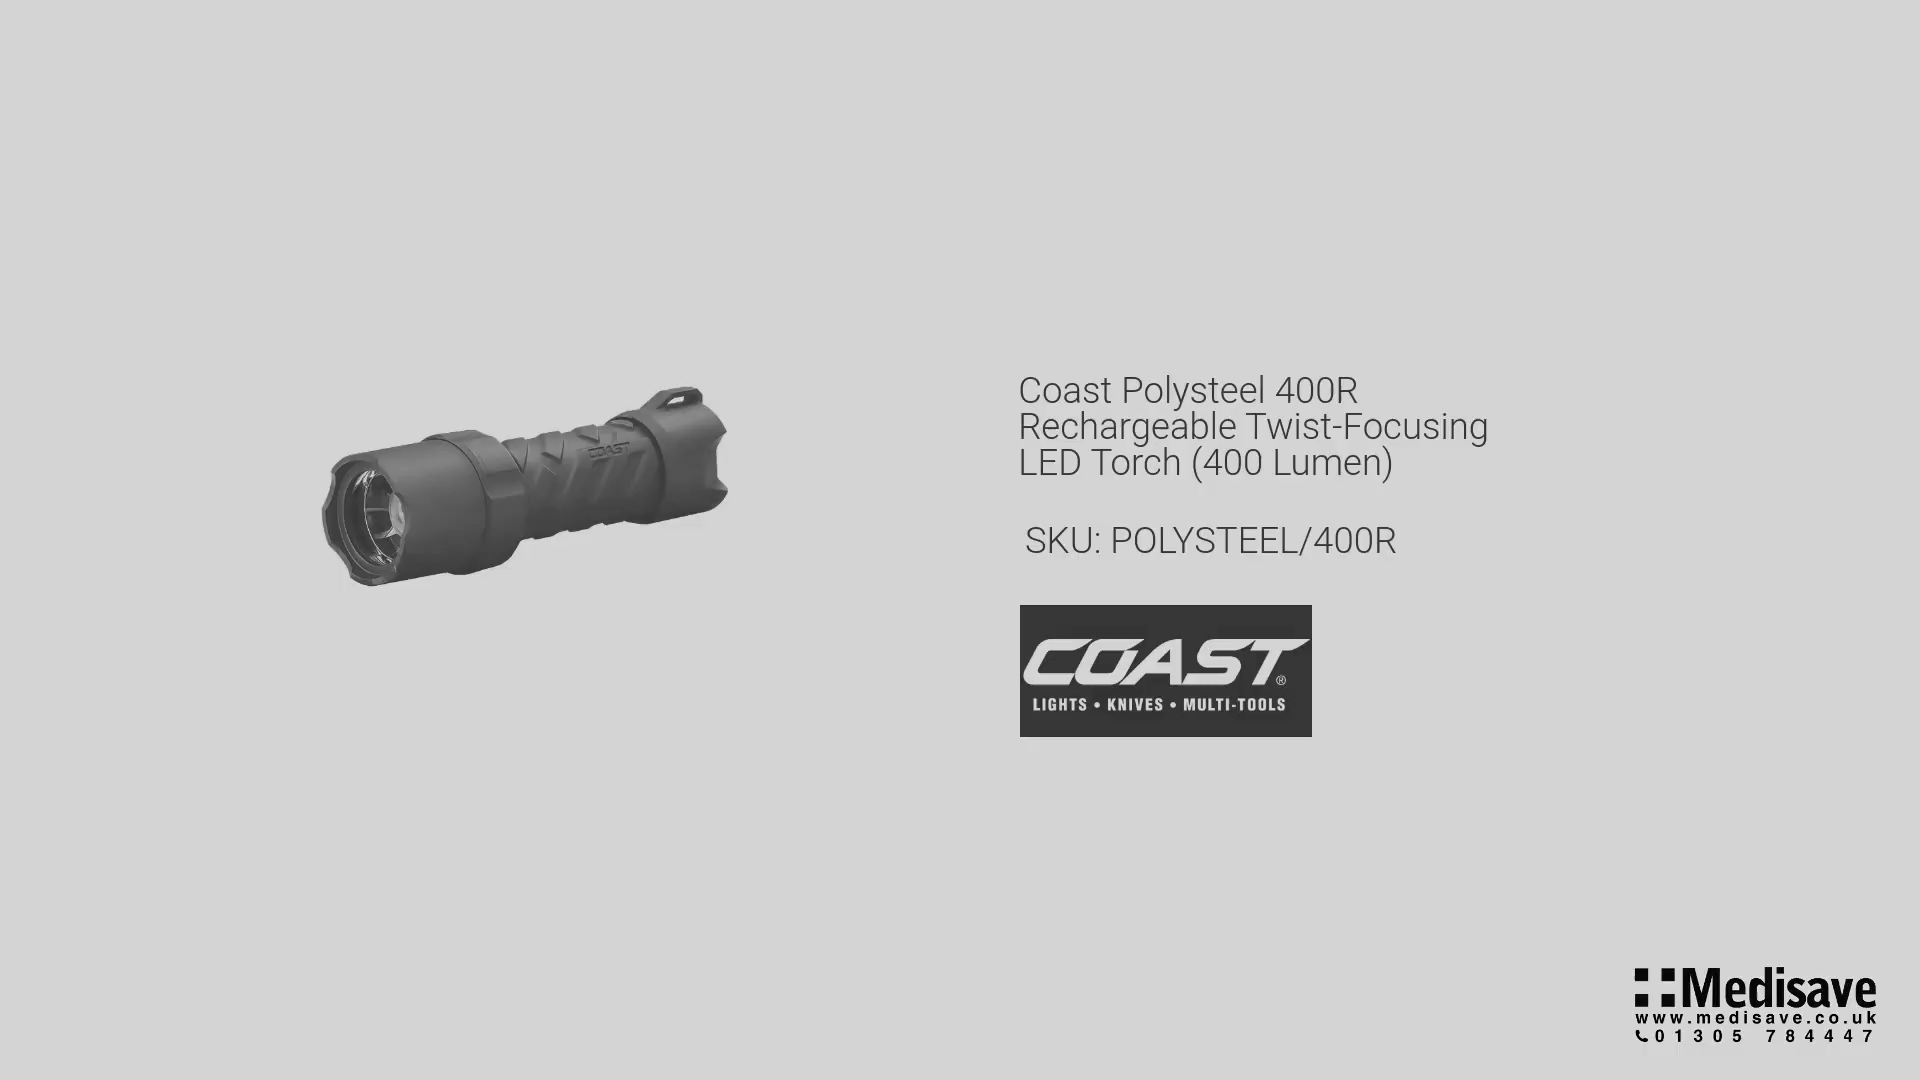 COAST
Coast Polysteel 400R
Rechargeable Twist-Focusing
LED Torch (400 Lumen)
SKU: POLYSTEEL/400R
COAST®
LIGHTS • KNIVES • MULTI-TOOLS
Medisave
www.medisave.co.uk
01305 784447